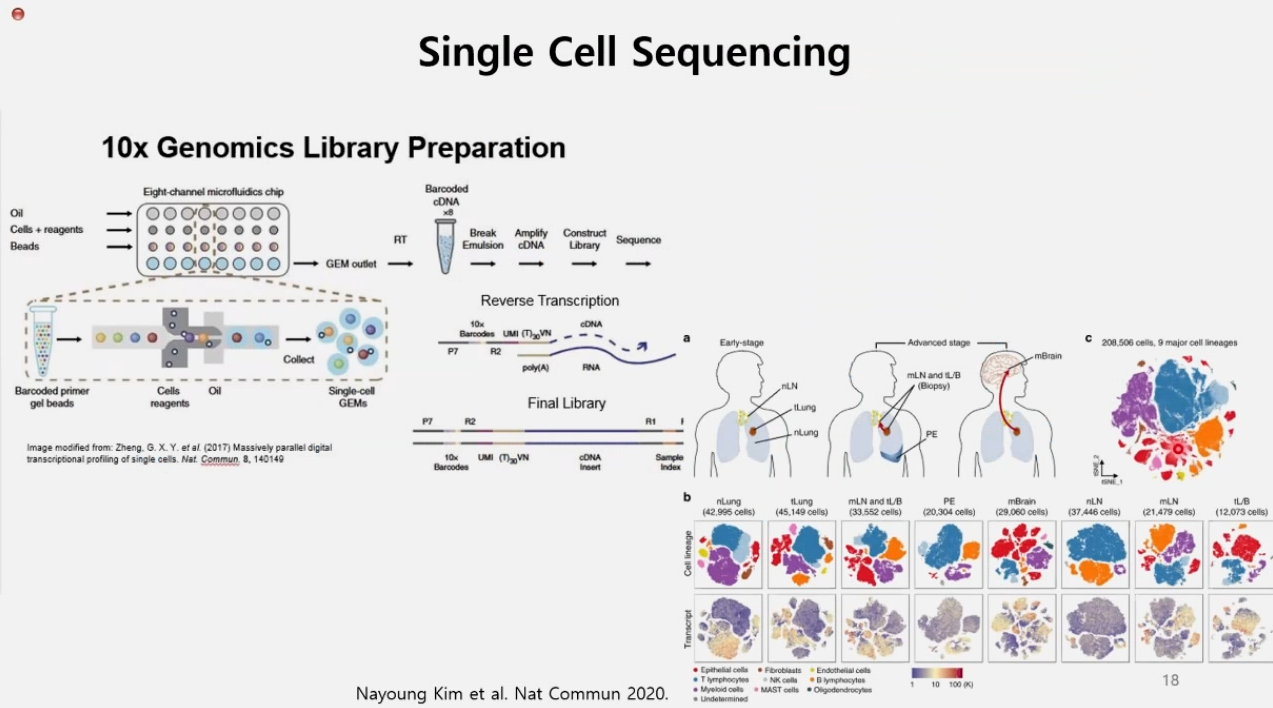 Single Cell Sequencing
10x Genomics Library Preparation
Eight-channel microfluidics chip
Oil
Cells + reagents
Beads
GEM outlet
RT
Barcoded
cDNA
×8
Break
Emulsion
Amplify
cDNA
Construct
Library
Sequence
Barcoded primer
gel beads
Cells
reagents
Oil
Collect
Single-cell
GEMs
Reverse Transcription
10x
Barcodes
UMI (T)30VN
cDNA
P7
R2
poly(A)
RNA
Final Library
P7
R2
R1
10x
Barcodes
UMI (T)30VN
cDNA
Insert
Sample
Index
Image modified from: Zheng, G. X. Y. et al. (2017) Massively parallel digital
transcriptional profiling of single cells. Nat. Commun. 8, 140149
a
Early-stage
Advanced stage
nLN
tLung
nLung
mLN and tL/B
(Biopsy)
PE
mBrain
c
208,506 cells, 9 major cell lineages
tSNE_2
tSNE_1
b
nLung
(42,995 cells)
tLung
(45,149 cells)
mLN and tL/B
(33,552 cells)
PE
(20,304 cells)
mBrain
(29,060 cells)
nLN
(37,446 cells)
mLN
(21,479 cells)
tL/B
(12,073 cells)
Cell lineage
Transcript
Epithelial cells
Fibroblasts
Endothelial cells
T lymphocytes
NK cells
B lymphocytes
Myeloid cells
MAST cells
Oligodendrocytes
Undetermined
1 10 100 (K)
Nayoung Kim et al. Nat Commun 2020.
18